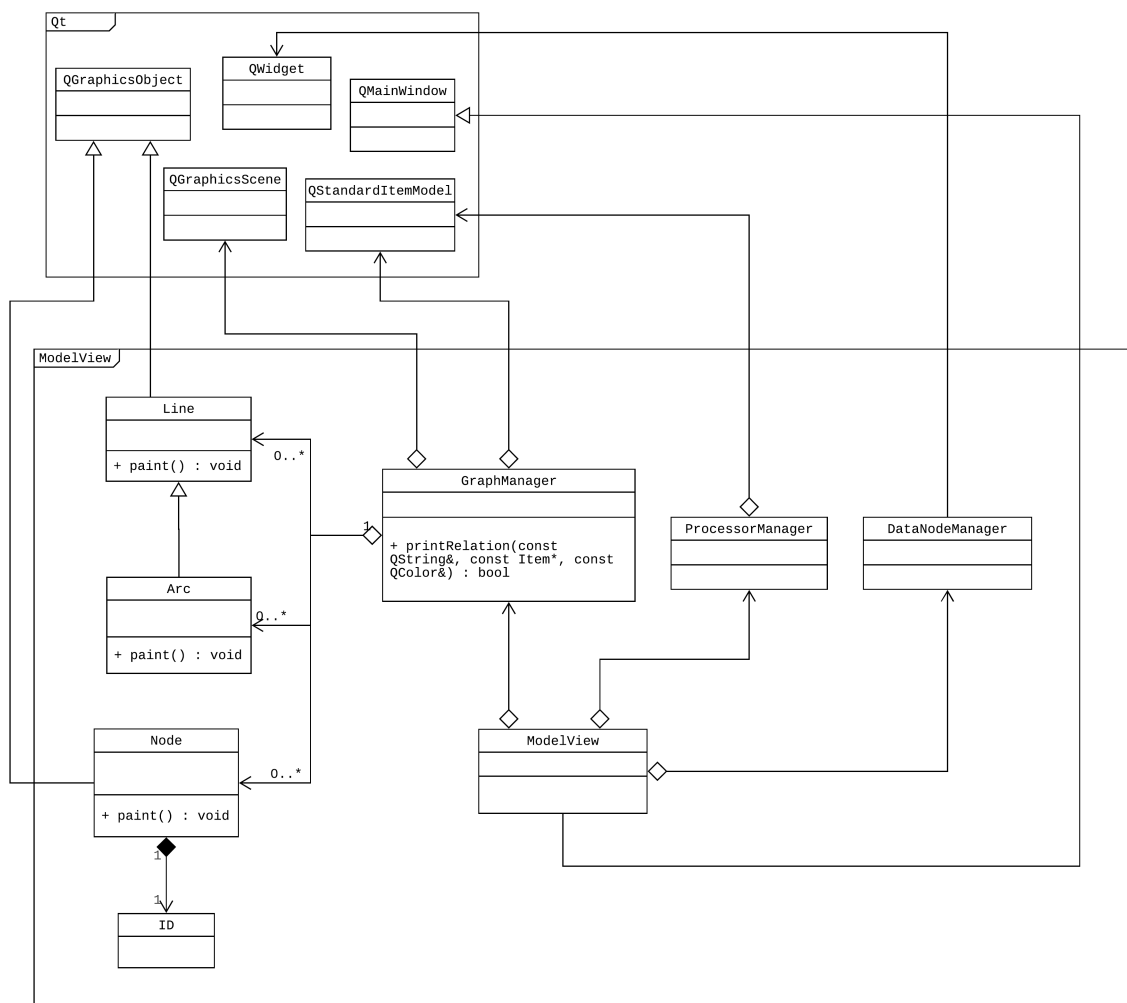 Qt
QGraphicsObject
QWidget
QMainWindow
QGraphicsScene
QStandardItemModel
ModelView
Line
+ paint() : void
0..*
GraphManager
1
+ printRelation(const
QString&, const Item*, const
QColor&) : bool
ProcessorManager
DataNodeManager
Arc
0..*
+ paint() : void
Node
0..*
+ paint() : void
ModelView
1
1
ID